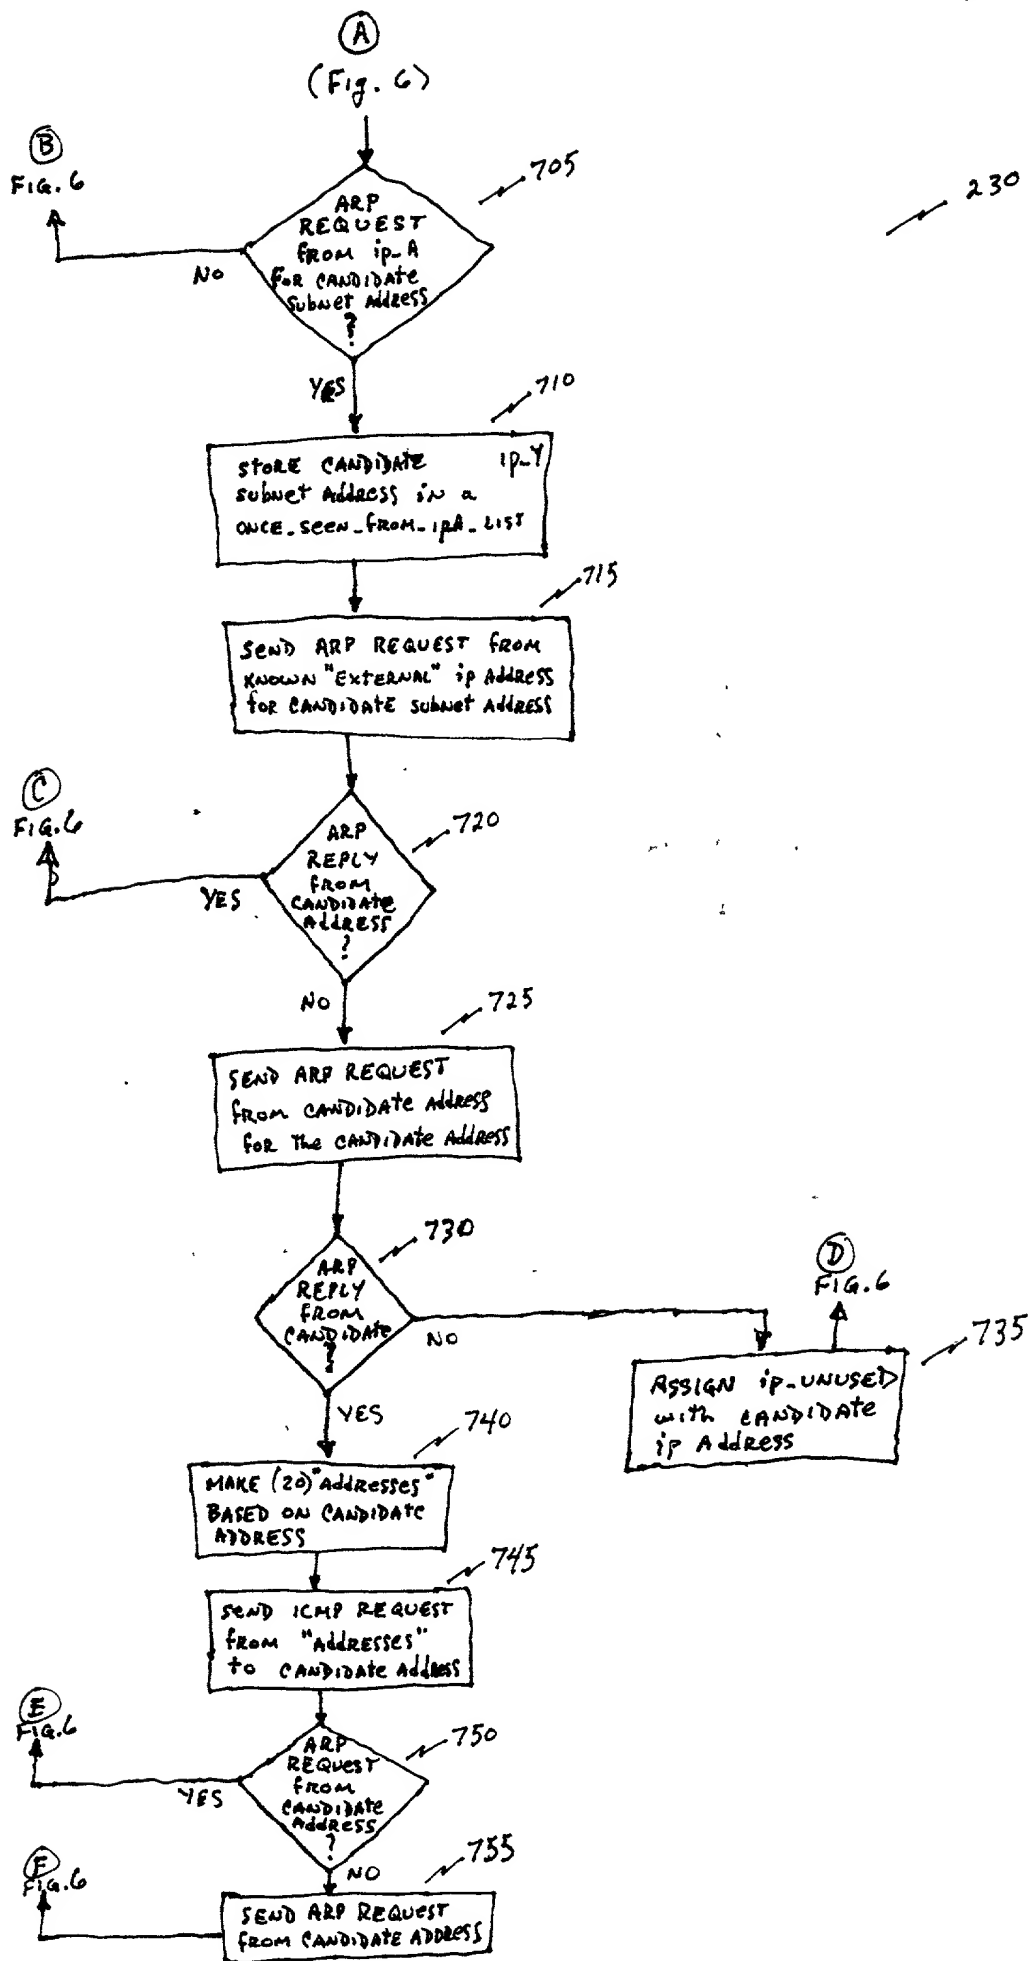 A
(Fig. 6)
B
FIG. 6
705
230
ARP
REQUEST
FROM ip_A
FOR CANDIDATE
SUBNET ADDRESS
?
NO
YES
710
STORE CANDIDATE ip_Y
SUBNET ADDRESS IN A
ONCE_SEEN_FROM_ipA_LIST
715
SEND ARP REQUEST FROM
KNOWN "EXTERNAL" ip ADDRESS
FOR CANDIDATE SUBNET ADDRESS
C
FIG. 6
720
ARP
REPLY
FROM
CANDIDATE
ADDRESS
?
YES
NO
725
SEND ARP REQUEST
FROM CANDIDATE ADDRESS
FOR THE CANDIDATE ADDRESS
730
ARP
REPLY
FROM
CANDIDATE
?
NO
D
FIG. 6
735
ASSIGN ip_UNUSED
with CANDIDATE
ip ADDRESS
YES
740
MAKE (20) "ADDRESSES"
BASED ON CANDIDATE
ADDRESS
745
SEND ICMP REQUEST
FROM "ADDRESSES"
TO CANDIDATE ADDRESS
E
FIG. 6
750
ARP
REQUEST
FROM
CANDIDATE
ADDRESS
?
YES
NO
F
FIG. 6
755
SEND ARP REQUEST
FROM CANDIDATE ADDRESS